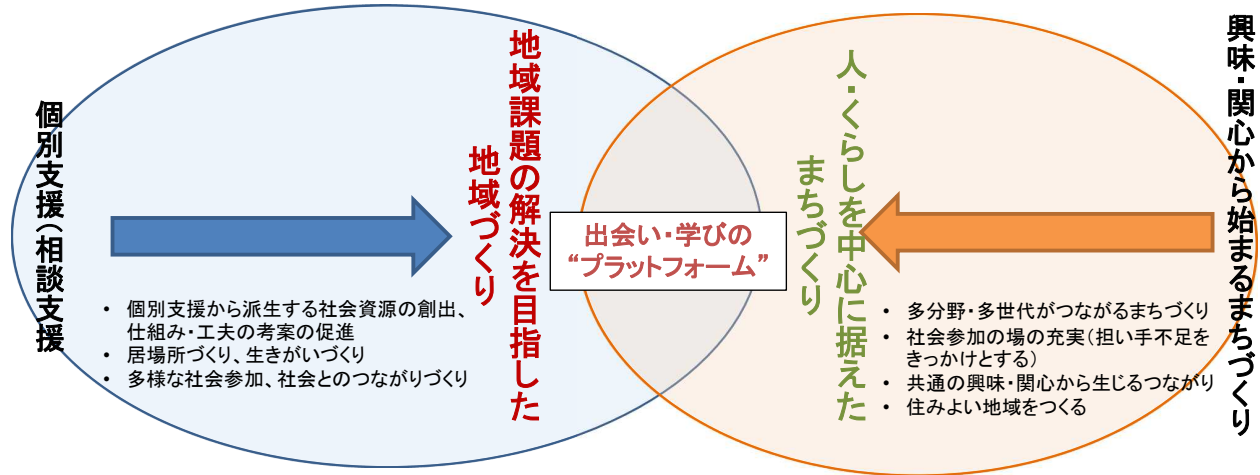 個別支援(相談支援
地域課題の解決を目指した
地域づくり
• 個別支援から派生する社会資源の創出、
仕組み・工夫の考案の促進
• 居場所づくり、生きがいづくり
• 多様な社会参加、社会とのつながりづくり
出会い・学びの
“プラットフォーム”
人・くらしを中心に据えた
まちづくり
• 多分野・多世代がつながるまちづくり
• 社会参加の場の充実(担い手不足を
きっかけとする)
• 共通の興味・関心から生じるつながり
• 住みよい地域をつくる
興味・関心から始まるまちづくり